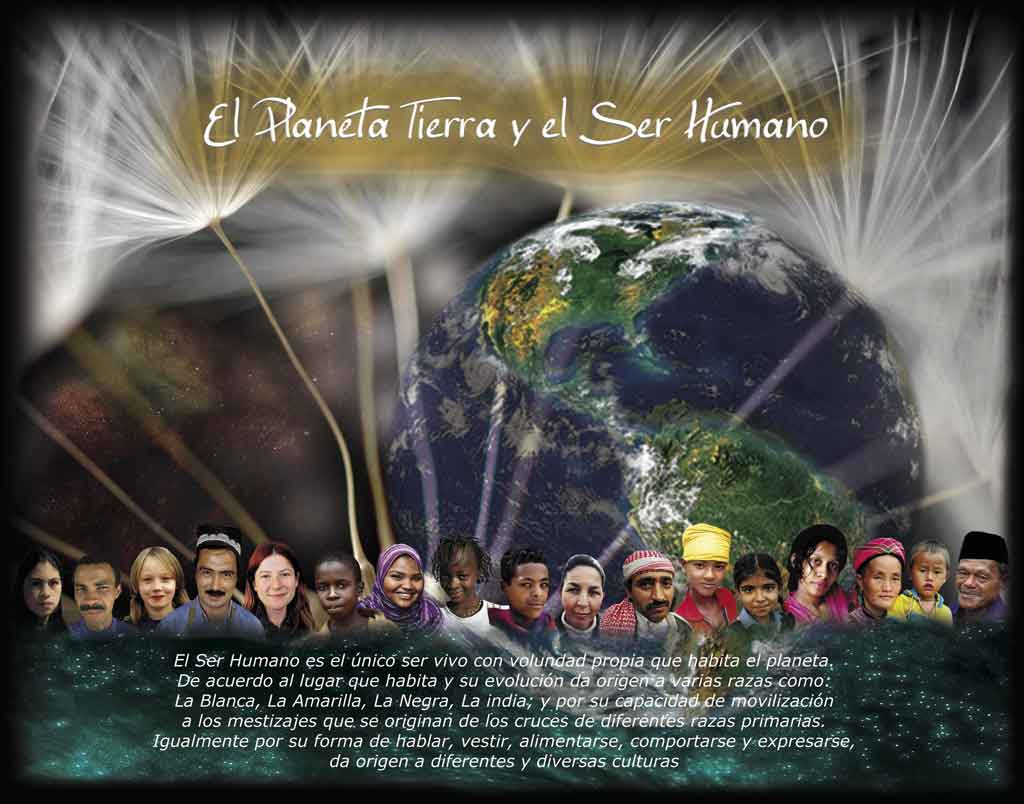 El Planeta Tierra y el Ser Humano
El Ser Humano es el único ser vivo con volundad propia que habita el planeta.
De acuerdo al lugar que habita y su evolución da origen a varias razas como:
La Blanca, La Amarilla, La Negra, La india; y por su capacidad de movilización
a los mestizajes que se originan de los cruces de diferentes razas primarias.
Igualmente por su forma de hablar, vestir, alimentarse, comportarse y expresarse,
da origen a diferentes y diversas culturas